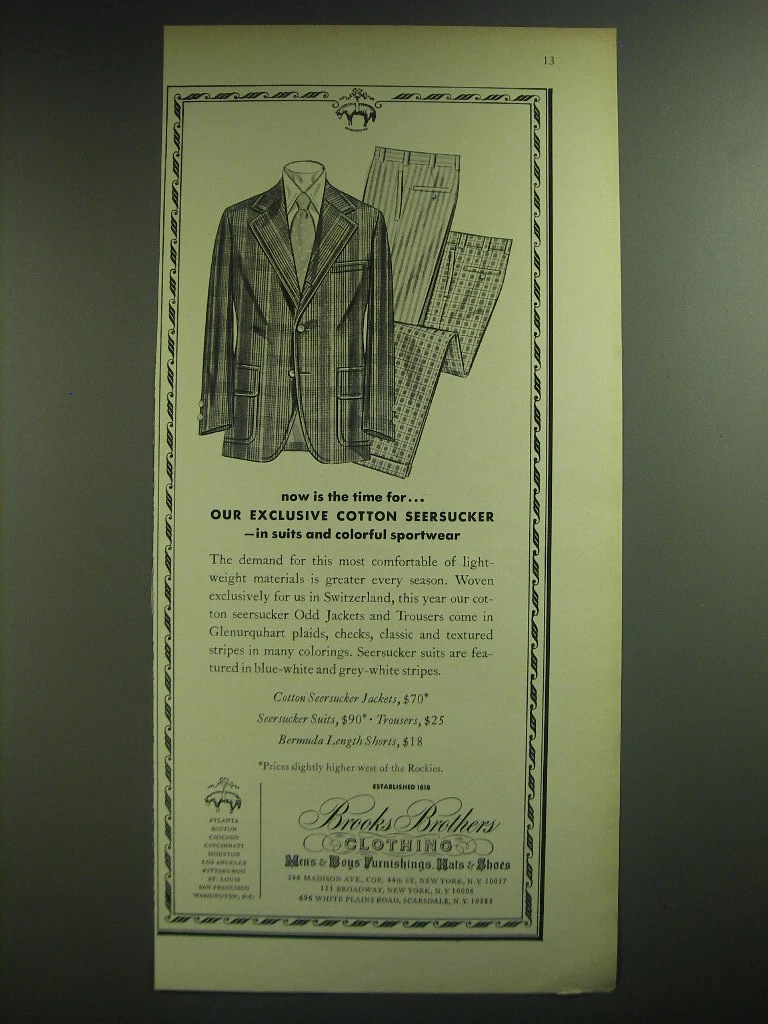 13
now is the time for...
OUR EXCLUSIVE COTTON SEERSUCKER
—in suits and colorful sportwear
The demand for this most comfortable of light-
weight materials is greater every season. Woven
exclusively for us in Switzerland, this year our cot-
ton seersucker Odd Jackets and Trousers come in
Glenurquhart plaids, checks, classic and textured
stripes in many colorings. Seersucker suits are fea-
tured in blue-white and grey-white stripes.
Cotton Seersucker Jackets, $70*
Seersucker Suits, $90* · Trousers, $25
Bermuda Length Shorts, $18
*Prices slightly higher west of the Rockies.
ATLANTA
BOSTON
CHICAGO
CINCINNATI
HOUSTON
LOS ANGELES
PITTSBURGH
ST. LOUIS
SAN FRANCISCO
WASHINGTON, D.C.
ESTABLISHED 1818
Brooks Brothers
CLOTHING
Mens & Boys Furnishings, Hats & Shoes
346 MADISON AVE., COR. 44th ST., NEW YORK, N.Y. 10017
111 BROADWAY, NEW YORK, N.Y. 10006
696 WHITE PLAINS ROAD, SCARSDALE, N.Y. 10583